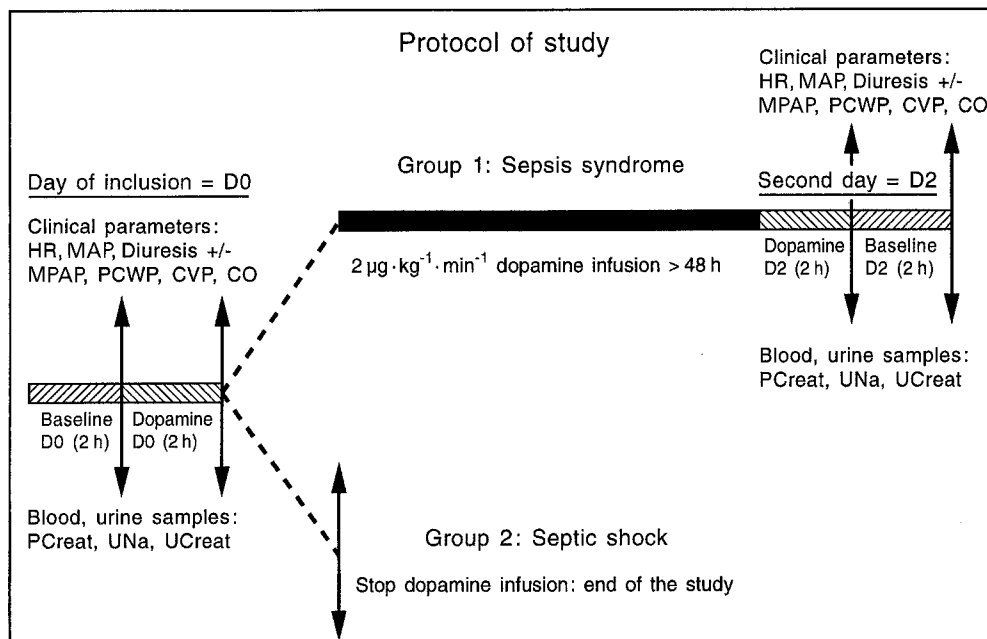 Protocol of study
Day of inclusion = D0
Clinical parameters:
HR, MAP, Diuresis +/-
MPAP, PCWP, CVP, CO
Baseline
D0 (2 h)
Dopamine
D0 (2 h)
Blood, urine samples:
PCreat, UNa, UCreat
Group 1: Sepsis syndrome
2 µg·kg⁻¹·min⁻¹ dopamine infusion > 48 h
Clinical parameters:
HR, MAP, Diuresis +/-
MPAP, PCWP, CVP, CO
Second day = D2
Dopamine
D2 (2 h)
Baseline
D2 (2 h)
Blood, urine samples:
PCreat, UNa, UCreat
Group 2: Septic shock
Stop dopamine infusion: end of the study